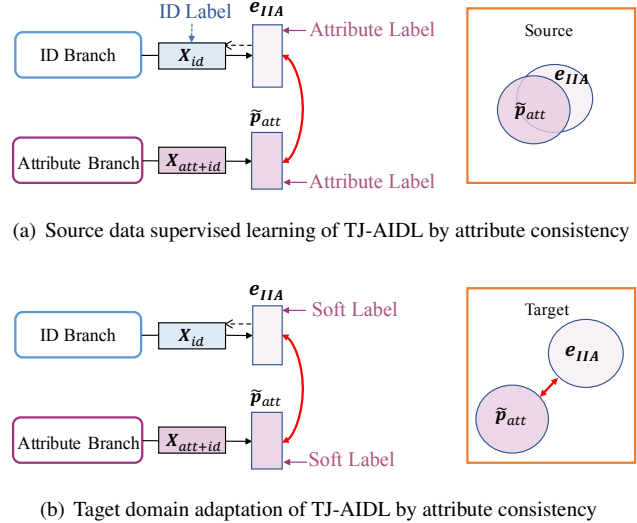 ID Label
e_IIA
Attribute Label
ID Branch
X_id
Attribute Branch
X_att+id
p̃_att
Attribute Label
Source
e_IIA
p̃_att
(a) Source data supervised learning of TJ-AIDL by attribute consistency
e_IIA
Soft Label
ID Branch
X_id
Attribute Branch
X_att+id
p̃_att
Soft Label
Target
e_IIA
p̃_att
(b) Taget domain adaptation of TJ-AIDL by attribute consistency